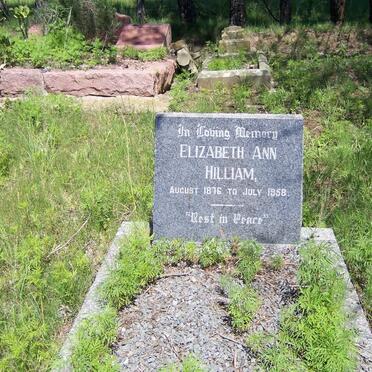 In Loving Memory
ELIZABETH ANN
HILLIAM,
AUGUST 1876 TO JULY 1958.
"Rest in Peace"